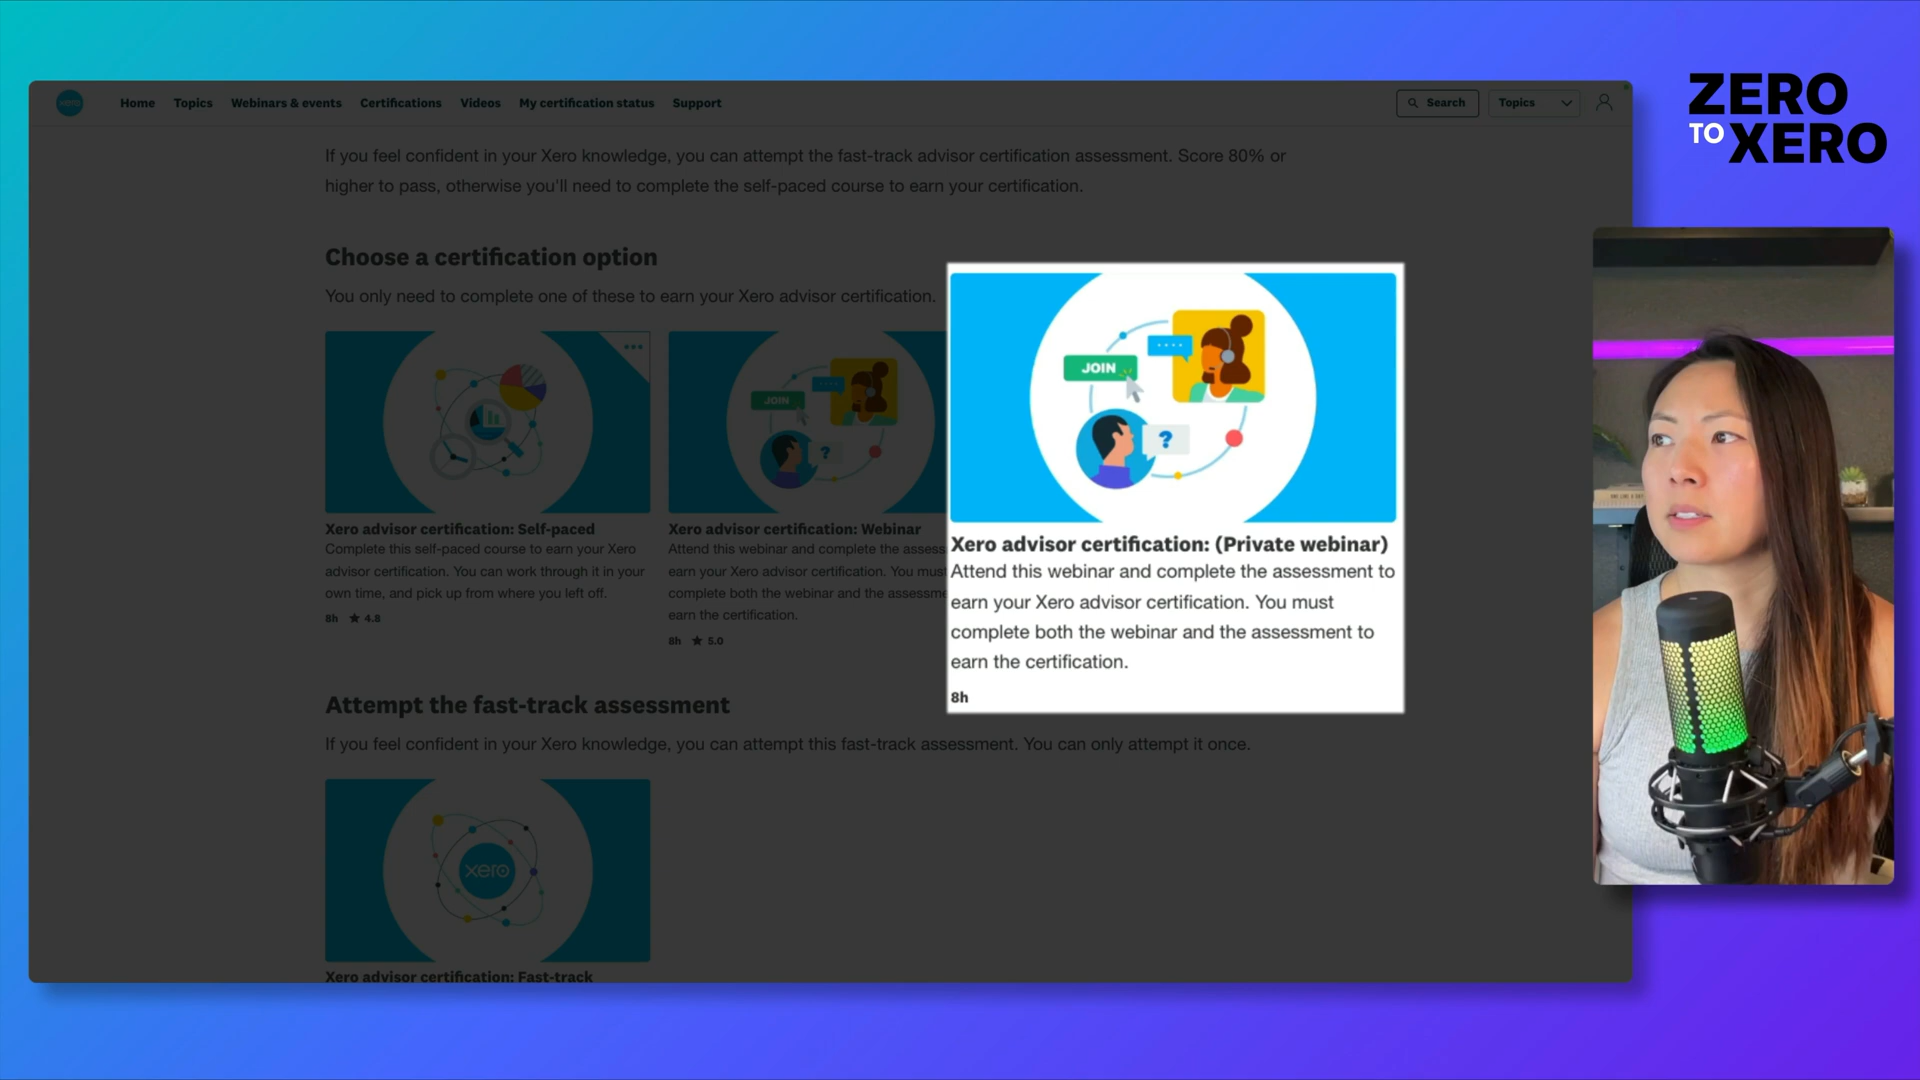 ZERO
TO XERO
xero
Home
Topics
Webinars & events
Certifications
Videos
My certification status
Support
Search
Topics
If you feel confident in your Xero knowledge, you can attempt the fast-track advisor certification assessment. Score 80% or
higher to pass, otherwise you'll need to complete the self-paced course to earn your certification.
Choose a certification option
You only need to complete one of these to earn your Xero advisor certification.
Xero advisor certification: Self-paced
Complete this self-paced course to earn your Xero
advisor certification. You can work through it in your
own time, and pick up from where you left off.
8h ★ 4.8
JOIN
?
Xero advisor certification: Webinar
Attend this webinar and complete the assess
earn your Xero advisor certification. You must
complete both the webinar and the assessme
earn the certification.
8h ★ 5.0
JOIN
?
Xero advisor certification: (Private webinar)
Attend this webinar and complete the assessment to
earn your Xero advisor certification. You must
complete both the webinar and the assessment to
earn the certification.
8h
Attempt the fast-track assessment
If you feel confident in your Xero knowledge, you can attempt this fast-track assessment. You can only attempt it once.
xero
Xero advisor certification: Fast-track